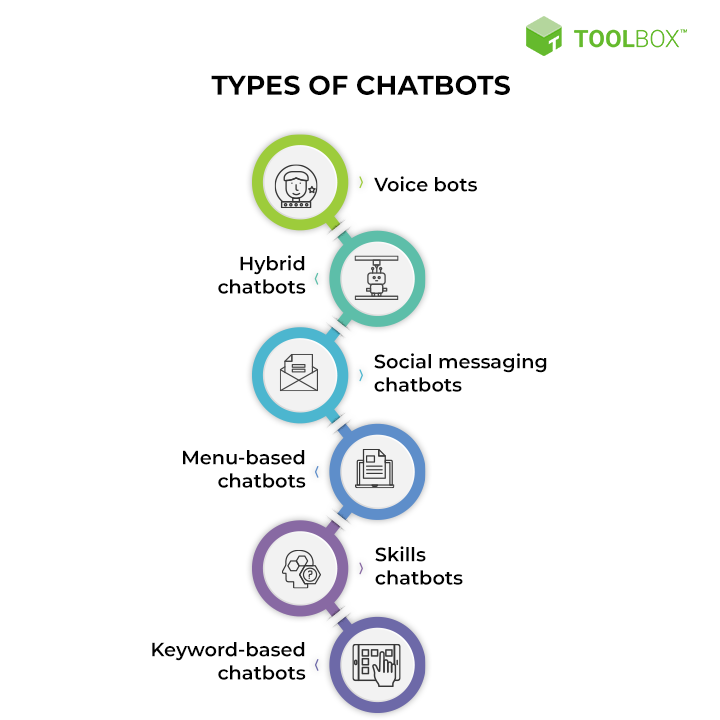 TOOLBOX™
TYPES OF CHATBOTS
Voice bots
Hybrid
chatbots
Social messaging
chatbots
Menu-based
chatbots
Skills
chatbots
?
Keyword-based
chatbots